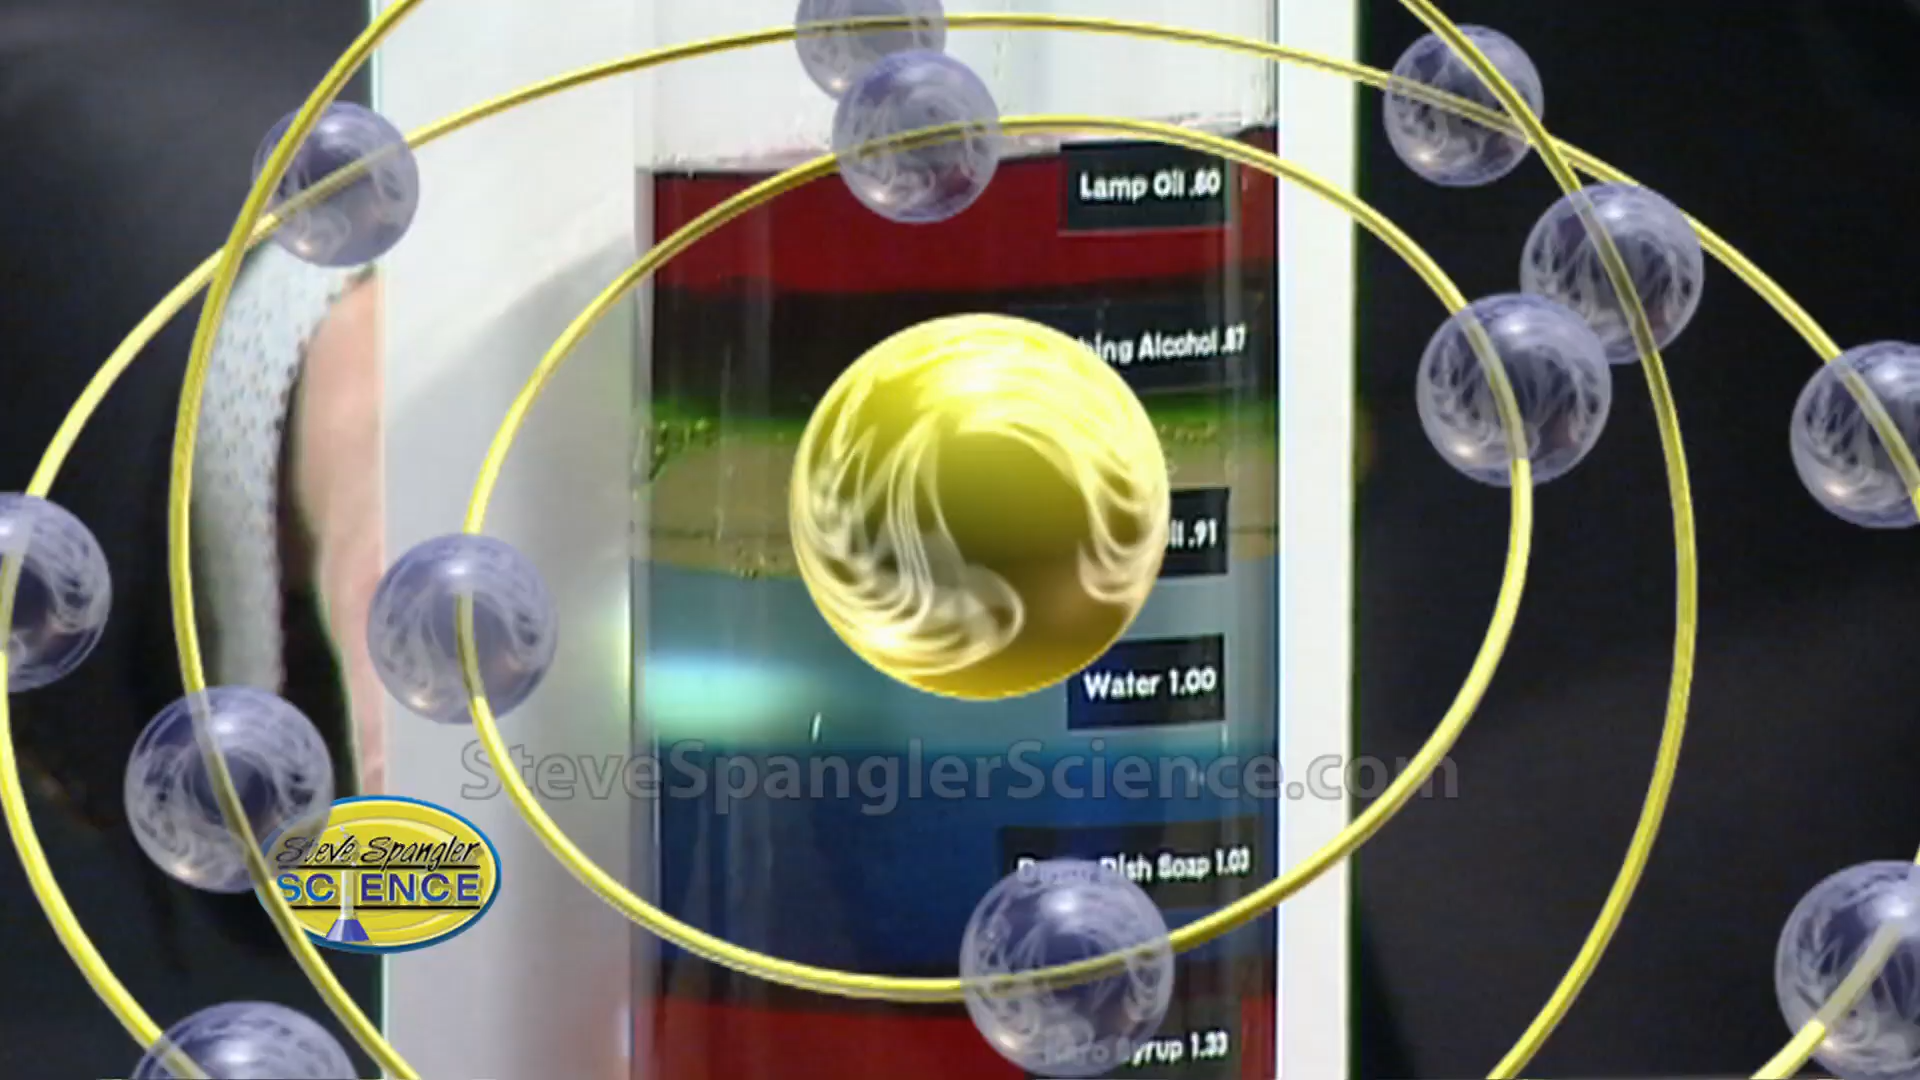 Lamp Oil .80
Alcohol .87
.91
Water 1.00
SteveSpanglerScience.com
Dish Soap 1.03
Steve Spangler
SCIENCE
Syrup 1.33